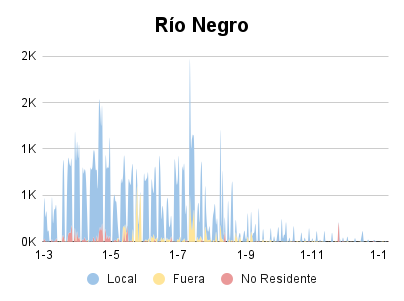 Río Negro
2K
2K
1K
1K
0K
1-3 1-5 1-7 1-9 1-11 1-1
Local Fuera No Residente